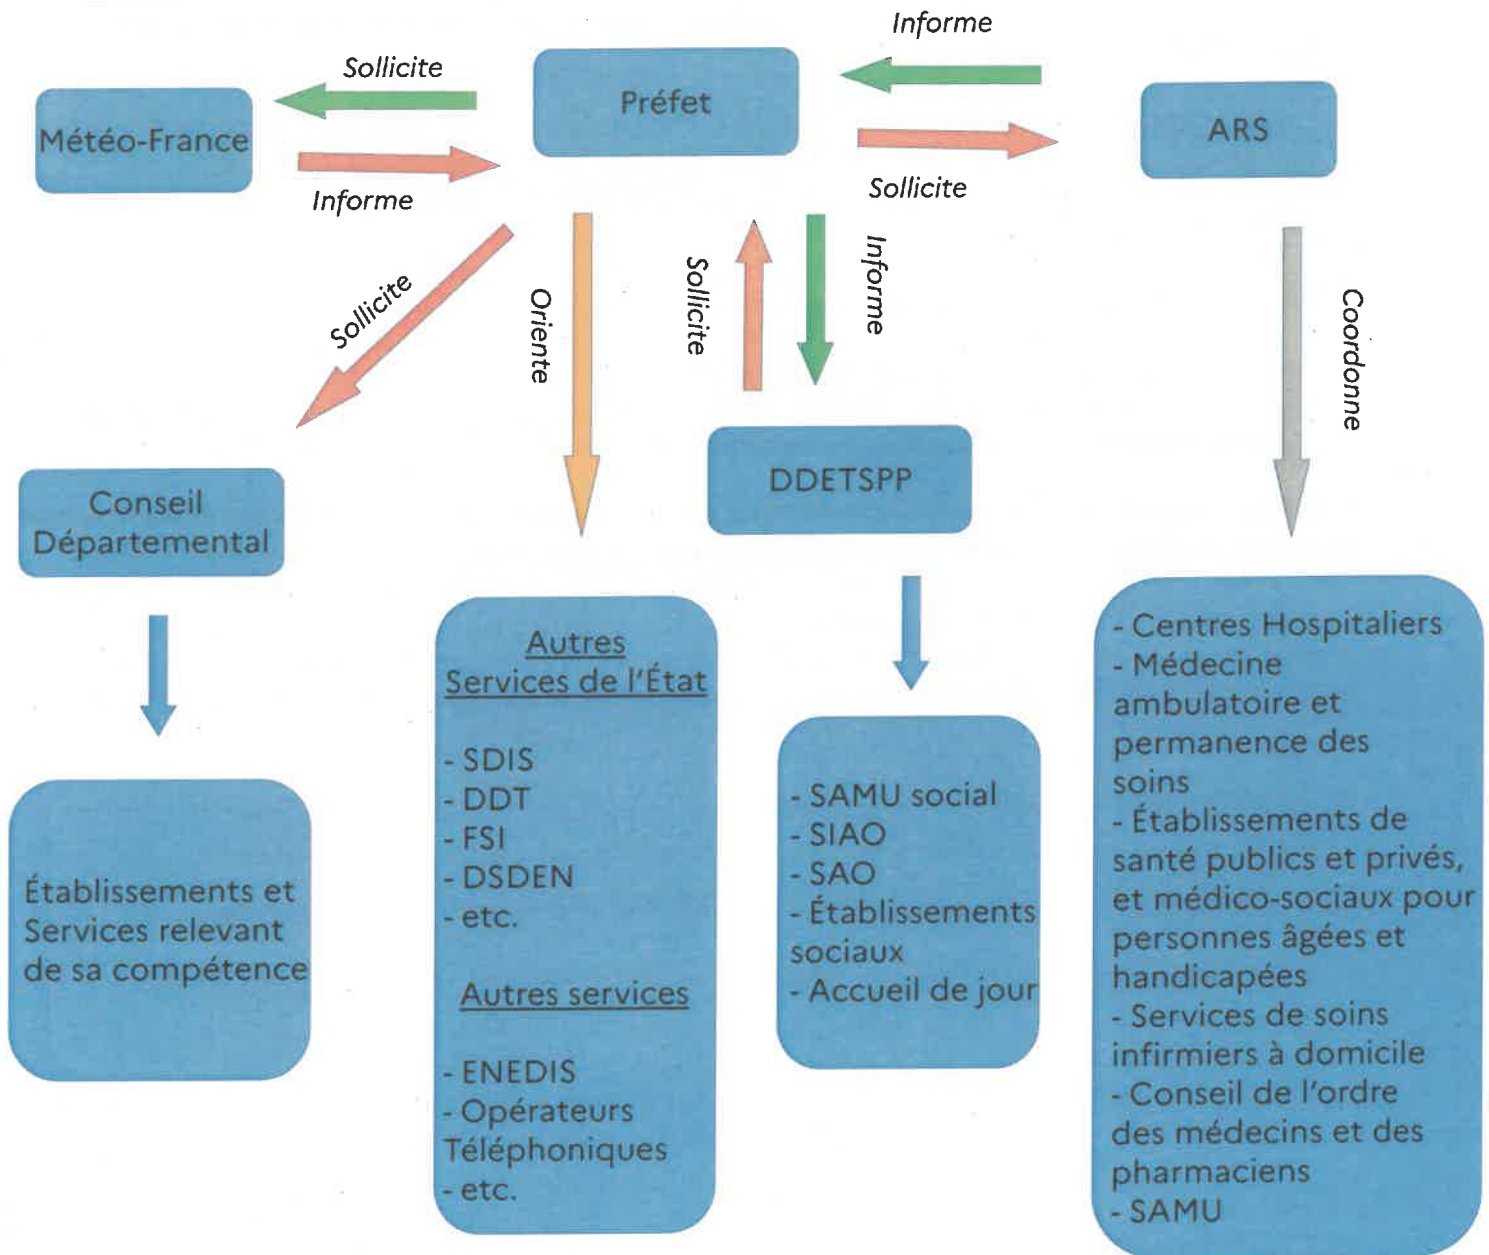 Informe
Sollicite
Préfet
Météo-France
ARS
Informe
Sollicite
Sollicite
Oriente
Sollicite
Informe
Coordonne
Conseil
Départemental
DDETSPP
Établissements et
Services relevant
de sa compétence
Autres
Services de l'État
- SDIS
- DDT
- FSI
- DSDEN
- etc.
Autres services
- ENEDIS
- Opérateurs
Téléphoniques
- etc.
- SAMU social
- SIAO
- SAO
- Établissements
sociaux
- Accueil de jour
- Centres Hospitaliers
- Médecine
ambulatoire et
permanence des
soins
- Établissements de
santé publics et privés,
et médico-sociaux pour
personnes âgées et
handicapées
- Services de soins
infirmiers à domicile
- Conseil de l'ordre
des médecins et des
pharmaciens
- SAMU